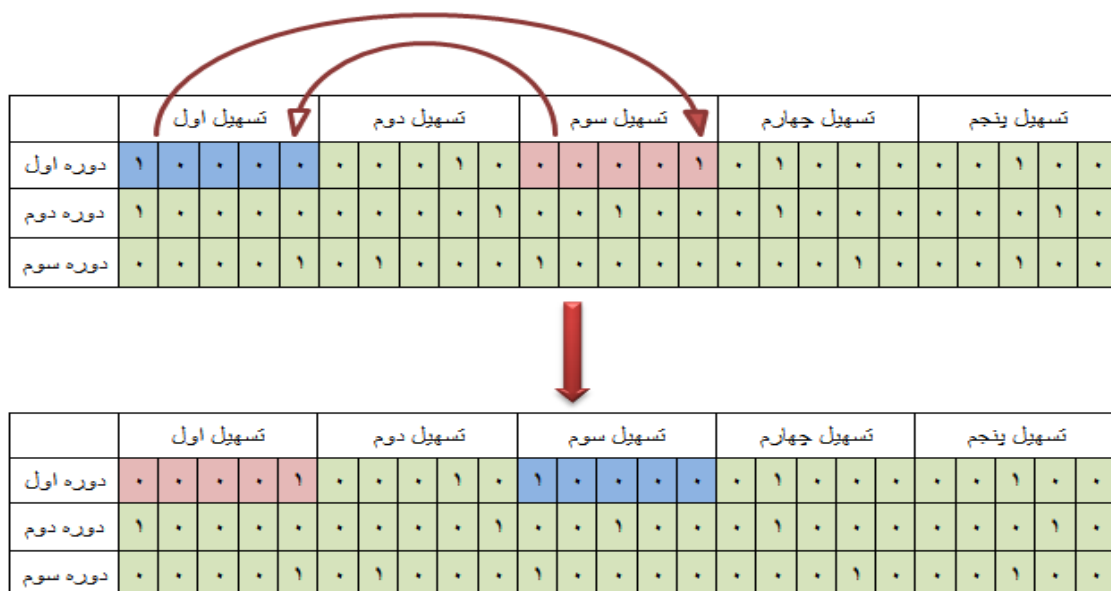 تسهیل اول تسهیل دوم تسهیل سوم تسهیل چهارم تسهیل پنجم
دوره اول ۱ ۰ ۰ ۰ ۰ ۰ ۰ ۰ ۱ ۰ ۰ ۰ ۰ ۰ ۱ ۰ ۱ ۰ ۰ ۰ ۰ ۰ ۱ ۰ ۰
دوره دوم ۱ ۰ ۰ ۰ ۰ ۰ ۰ ۰ ۰ ۱ ۰ ۰ ۱ ۰ ۰ ۰ ۱ ۰ ۰ ۰ ۰ ۰ ۰ ۱ ۰
دوره سوم ۰ ۰ ۰ ۰ ۱ ۰ ۱ ۰ ۰ ۰ ۱ ۰ ۰ ۰ ۰ ۰ ۰ ۰ ۱ ۰ ۰ ۰ ۱ ۰ ۰
تسهیل اول تسهیل دوم تسهیل سوم تسهیل چهارم تسهیل پنجم
دوره اول ۰ ۰ ۰ ۰ ۱ ۰ ۰ ۰ ۱ ۰ ۱ ۰ ۰ ۰ ۰ ۰ ۱ ۰ ۰ ۰ ۰ ۰ ۱ ۰ ۰
دوره دوم ۱ ۰ ۰ ۰ ۰ ۰ ۰ ۰ ۰ ۱ ۰ ۰ ۱ ۰ ۰ ۰ ۱ ۰ ۰ ۰ ۰ ۰ ۰ ۱ ۰
دوره سوم ۰ ۰ ۰ ۰ ۱ ۰ ۱ ۰ ۰ ۰ ۱ ۰ ۰ ۰ ۰ ۰ ۰ ۰ ۱ ۰ ۰ ۰ ۱ ۰ ۰